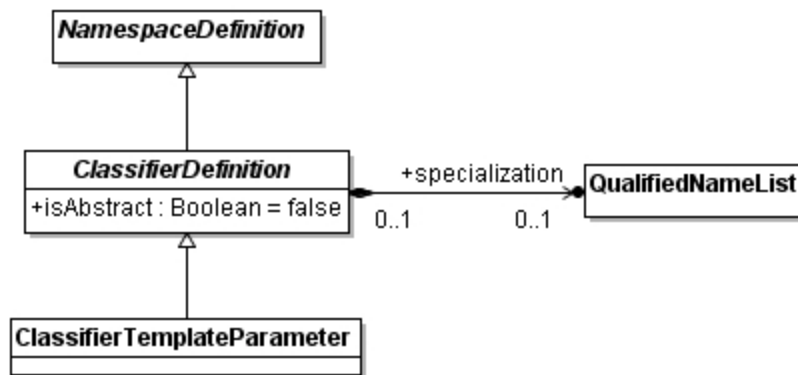 NamespaceDefinition
ClassifierDefinition
+specialization
QualifiedNameList
+isAbstract : Boolean = false
0..1
0..1
ClassifierTemplateParameter